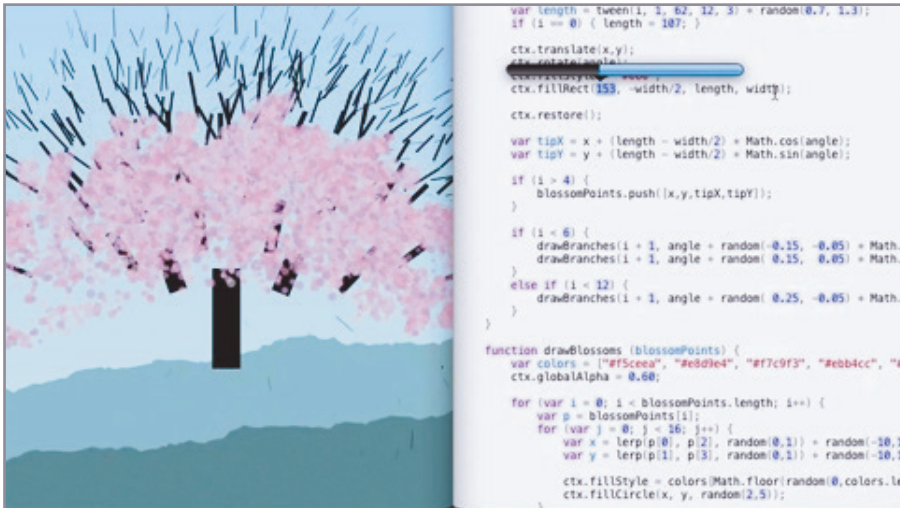 var length = tween(i, 1, 62, 12, 3) * random(0.7, 1.3);
if (i == 0) { length = 107; }
ctx.translate(x,y);
ctx.rotate(angle);
ctx.fillRect(153, -width/2, length, width);
ctx.restore();
var tipX = x + (length - width/2) * Math.cos(angle);
var tipY = y + (length - width/2) * Math.sin(angle);
if (i > 4) {
blossomPoints.push([x,y,tipX,tipY]);
}
if (i < 6) {
drawBranches(i + 1, angle + random(-0.15, -0.05) * Math.
drawBranches(i + 1, angle + random( 0.15, 0.05) * Math.
}
else if (i < 12) {
drawBranches(i + 1, angle + random( 0.25, -0.05) * Math.
}
}
function drawBlossoms (blossomPoints) {
var colors = ["#f5ceea", "#e8d9e4", "#f7c9f3", "#ebb4cc", "#
ctx.globalAlpha = 0.60;
for (var i = 0; i < blossomPoints.length; i++) {
var p = blossomPoints[i];
for (var j = 0; j < 16; j++) {
var x = lerp(p[0], p[2], random(0,1)) + random(-10,1
var y = lerp(p[1], p[3], random(0,1)) + random(-10,1
ctx.fillStyle = colors[Math.floor(random(0,colors.le
ctx.fillCircle(x, y, random(2,5));
}